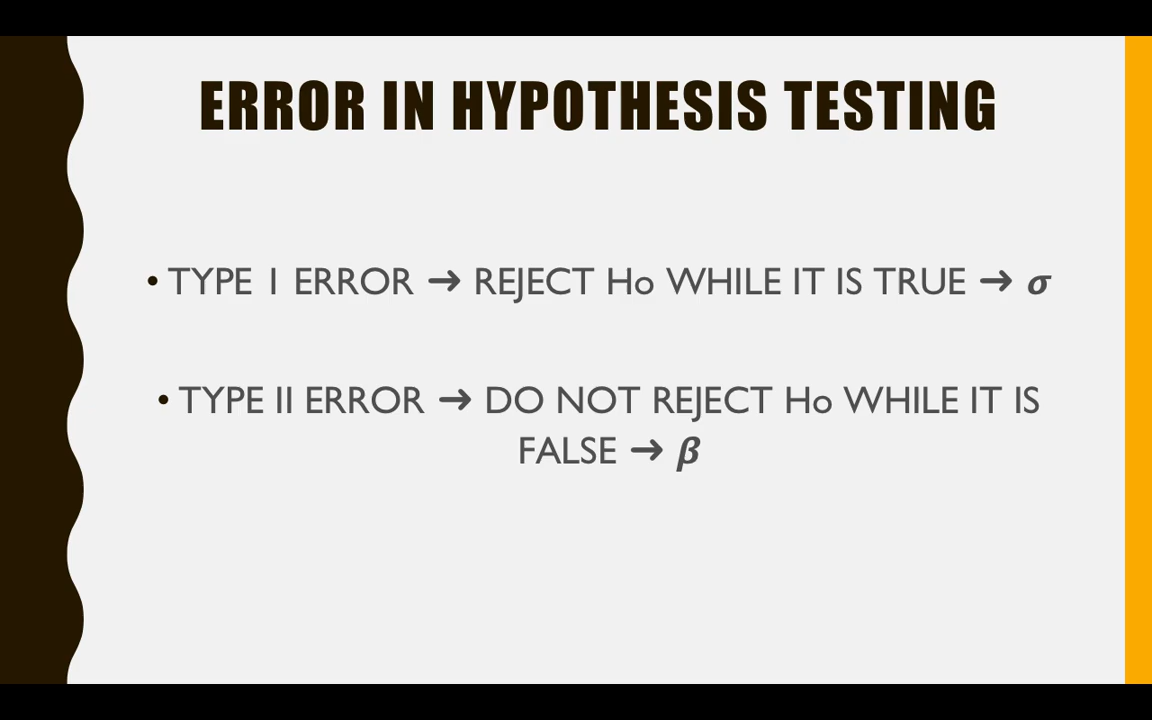 ERROR IN HYPOTHESIS TESTING
• TYPE I ERROR → REJECT Ho WHILE IT IS TRUE → σ
• TYPE II ERROR → DO NOT REJECT Ho WHILE IT IS
FALSE → β